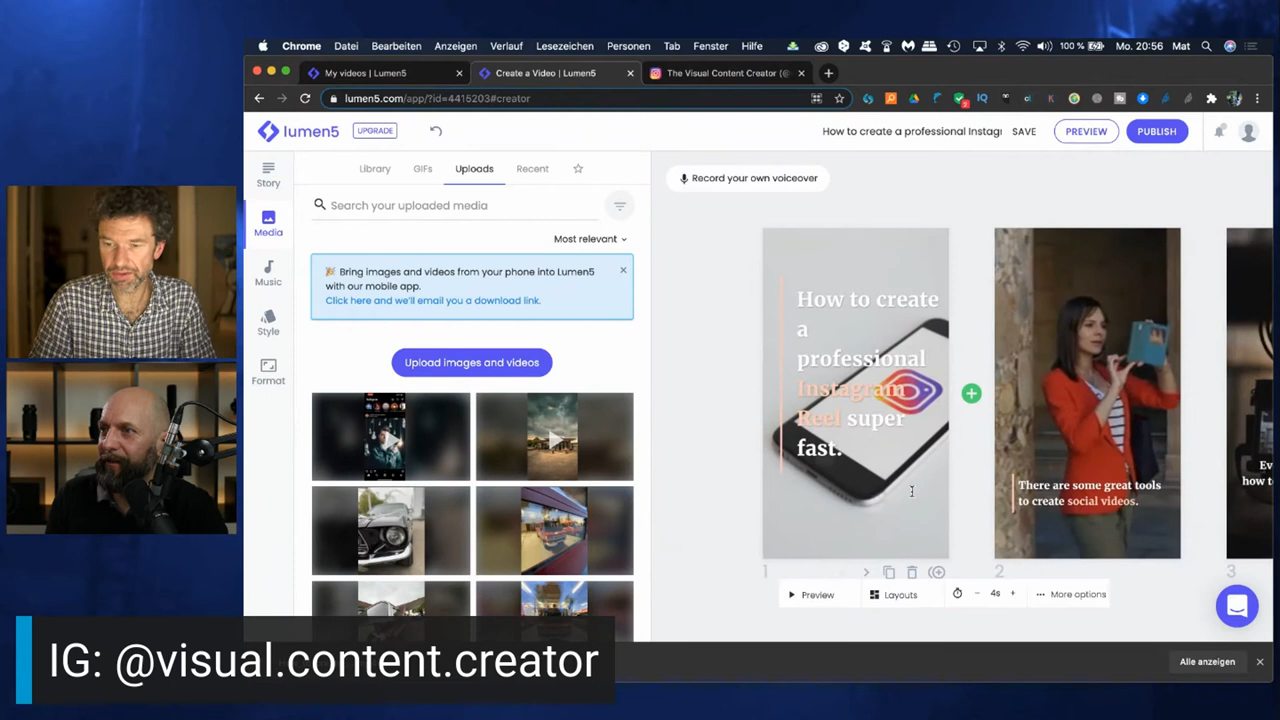 Chrome Datei Bearbeiten Anzeigen Verlauf Lesezeichen Personen Tab Fenster Hilfe 100 % Mo. 20:56 Mat
My videos | Lumen5 Create a Video | Lumen5 The Visual Content Creator (@
lumen5.com/app/?id=4415203#creator
lumen5 UPGRADE How to create a professional Instagi SAVE PREVIEW PUBLISH
Story
Media
Music
Style
Format
Library GIFs Uploads Recent
Search your uploaded media
Most relevant
Bring images and videos from your phone into Lumen5
with our mobile app.
Click here and we'll email you a download link.
Upload images and videos
Record your own voiceover
How to create
a
professional
Instagram
Reel super
fast.
There are some great tools
to create social videos.
Ev
how to
1 2 3
Preview Layouts 4s More options
Alle anzeigen
IG: @visual.content.creator